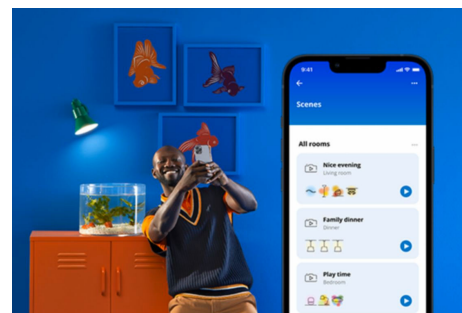 9:41
Scenes
All rooms
Nice evening
Living room
Family dinner
Dinner
Play time
Bedroom